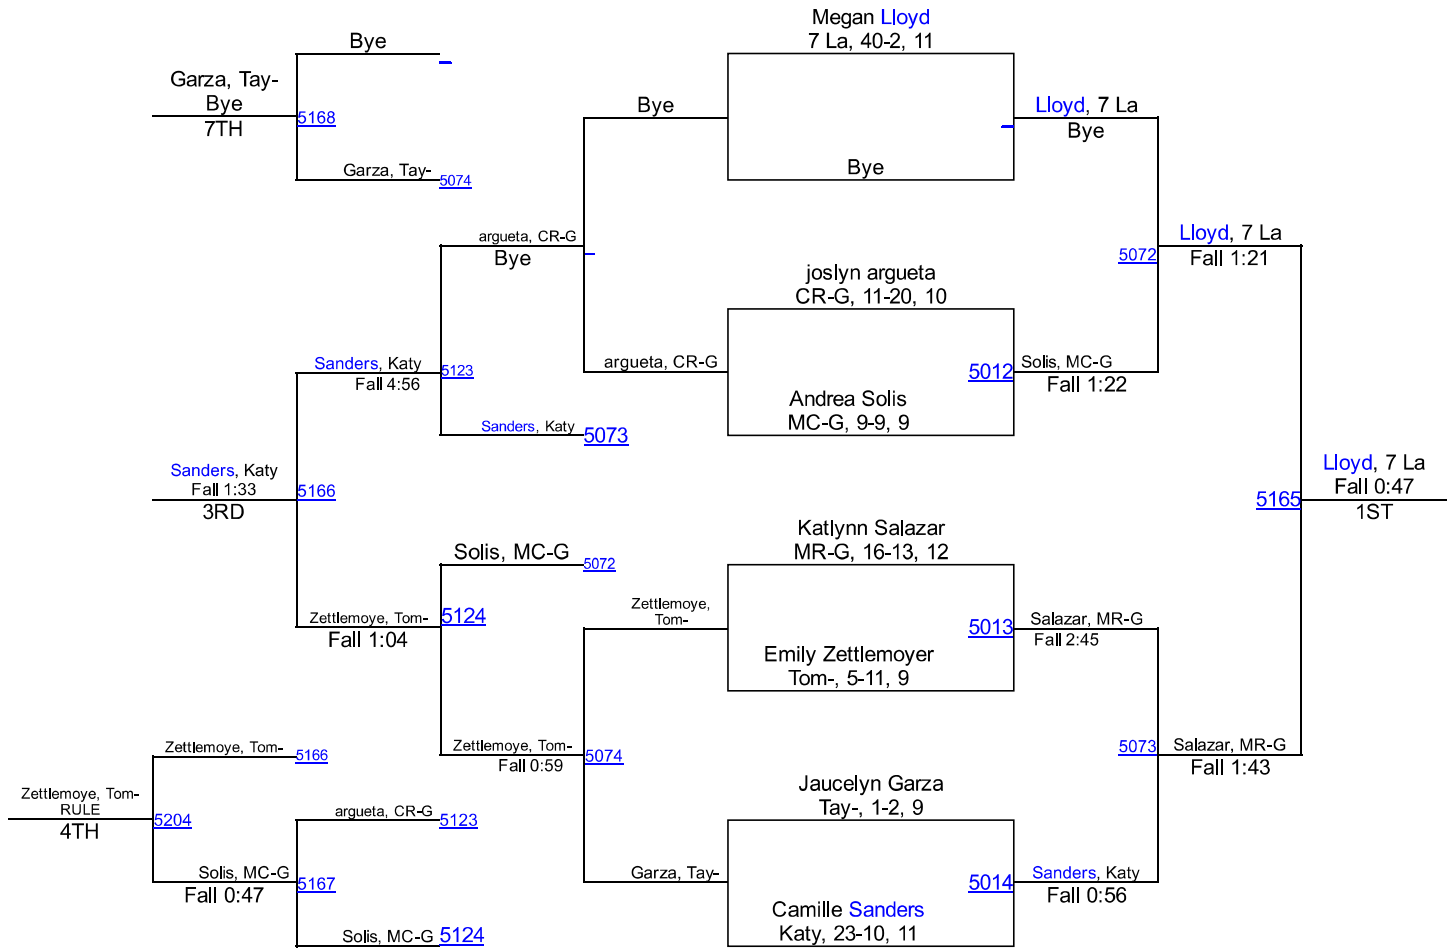 Megan Lloyd
7 La, 40-2, 11
Bye
Garza, Tay-
Bye
7TH
5168
Garza, Tay-
5074
Bye
Bye
Lloyd, 7 La
Bye
argueta, CR-G
Bye
joslyn argueta
CR-G, 11-20, 10
5072
Lloyd, 7 La
Fall 1:21
Sanders, Katy
Fall 4:56
5123
argueta, CR-G
5012
Solis, MC-G
Fall 1:22
Andrea Solis
MC-G, 9-9, 9
Sanders, Katy
5073
Sanders, Katy
Fall 1:33
3RD
5166
Lloyd, 7 La
Fall 0:47
1ST
5165
Katlynn Salazar
MR-G, 16-13, 12
Solis, MC-G
5072
Zettlemoye, Tom-
Fall 1:04
5124
Zettlemoye,
Tom-
5013
Salazar, MR-G
Fall 2:45
Emily Zettlemoyer
Tom-, 5-11, 9
Zettlemoye, Tom-
5166
Zettlemoye, Tom-
Fall 0:59
5074
5073
Salazar, MR-G
Fall 1:43
Jaucelyn Garza
Tay-, 1-2, 9
Zettlemoye, Tom-
RULE
4TH
5204
argueta, CR-G
5123
Solis, MC-G
Fall 0:47
5167
Garza, Tay-
5014
Sanders, Katy
Fall 0:56
Camille Sanders
Katy, 23-10, 11
Solis, MC-G
5124